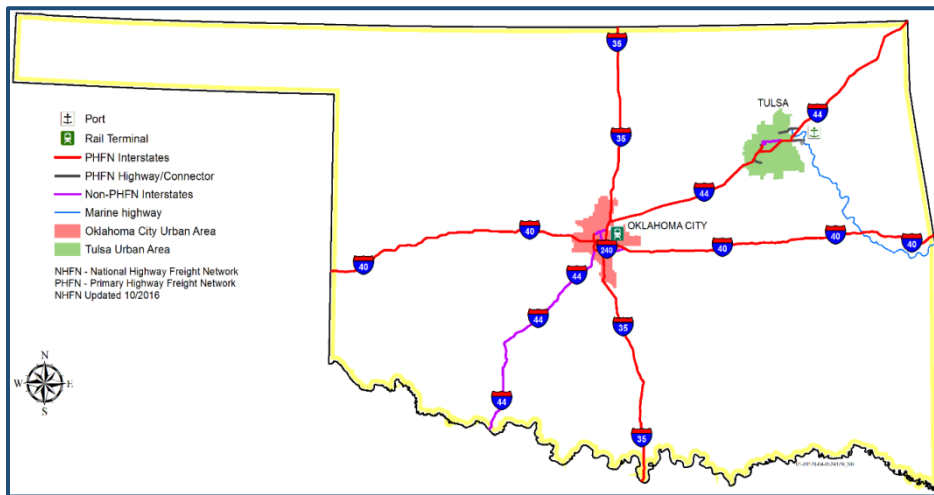 35
TULSA
44
35
Port
Rail Terminal
PHFN Interstates
PHFN Highway/Connector
Non-PHFN Interstates
Marine highway
Oklahoma City Urban Area
Tulsa Urban Area
NHFN - National Highway Freight Network
PHFN - Primary Highway Freight Network
NHFN Updated 10/2016
44
OKLAHOMA CITY
40
40
40
40
240
40
44
44
35
44
35
N
W
E
S